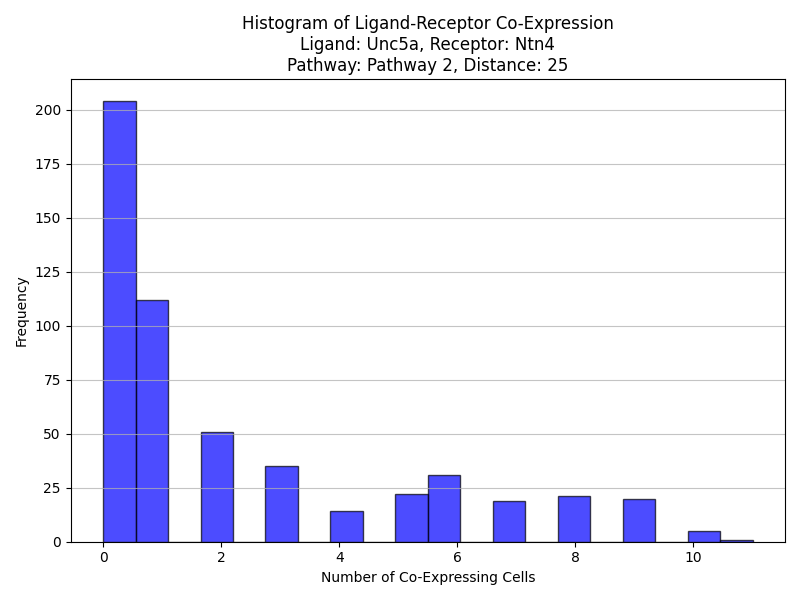 Histogram of Ligand-Receptor Co-Expression
Ligand: Unc5a, Receptor: Ntn4
Pathway: Pathway 2, Distance: 25
200
175
150
125
100
75
50
25
0
Frequency
0 2 4 6 8 10
Number of Co-Expressing Cells